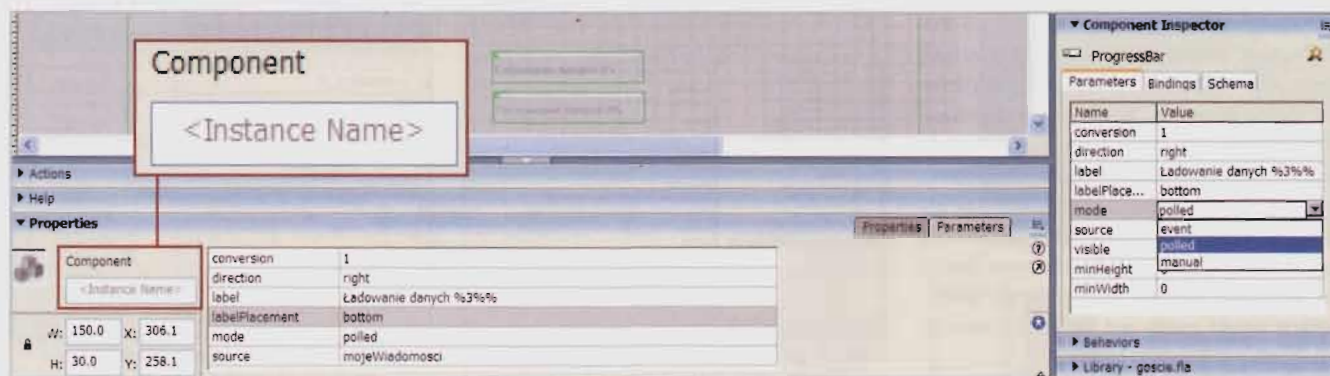 Component
<Instance Name>
Actions
Help
Properties
Properties Parameters
Component
<Instance Name>
W: 150.0 X: 306.1
H: 30.0 Y: 258.1
conversion 1
direction right
label Ładowanie danych %3%%
labelPlacement bottom
mode polled
source mojeWiadomosci
Component Inspector
ProgressBar
Parameters Bindings Schema
Name Value
conversion 1
direction right
label Ładowanie danych %3%%
labelPlace... bottom
mode polled
source event
visible polled
minHeight manual
minWidth 0
Behaviors
Library - goscie.fla